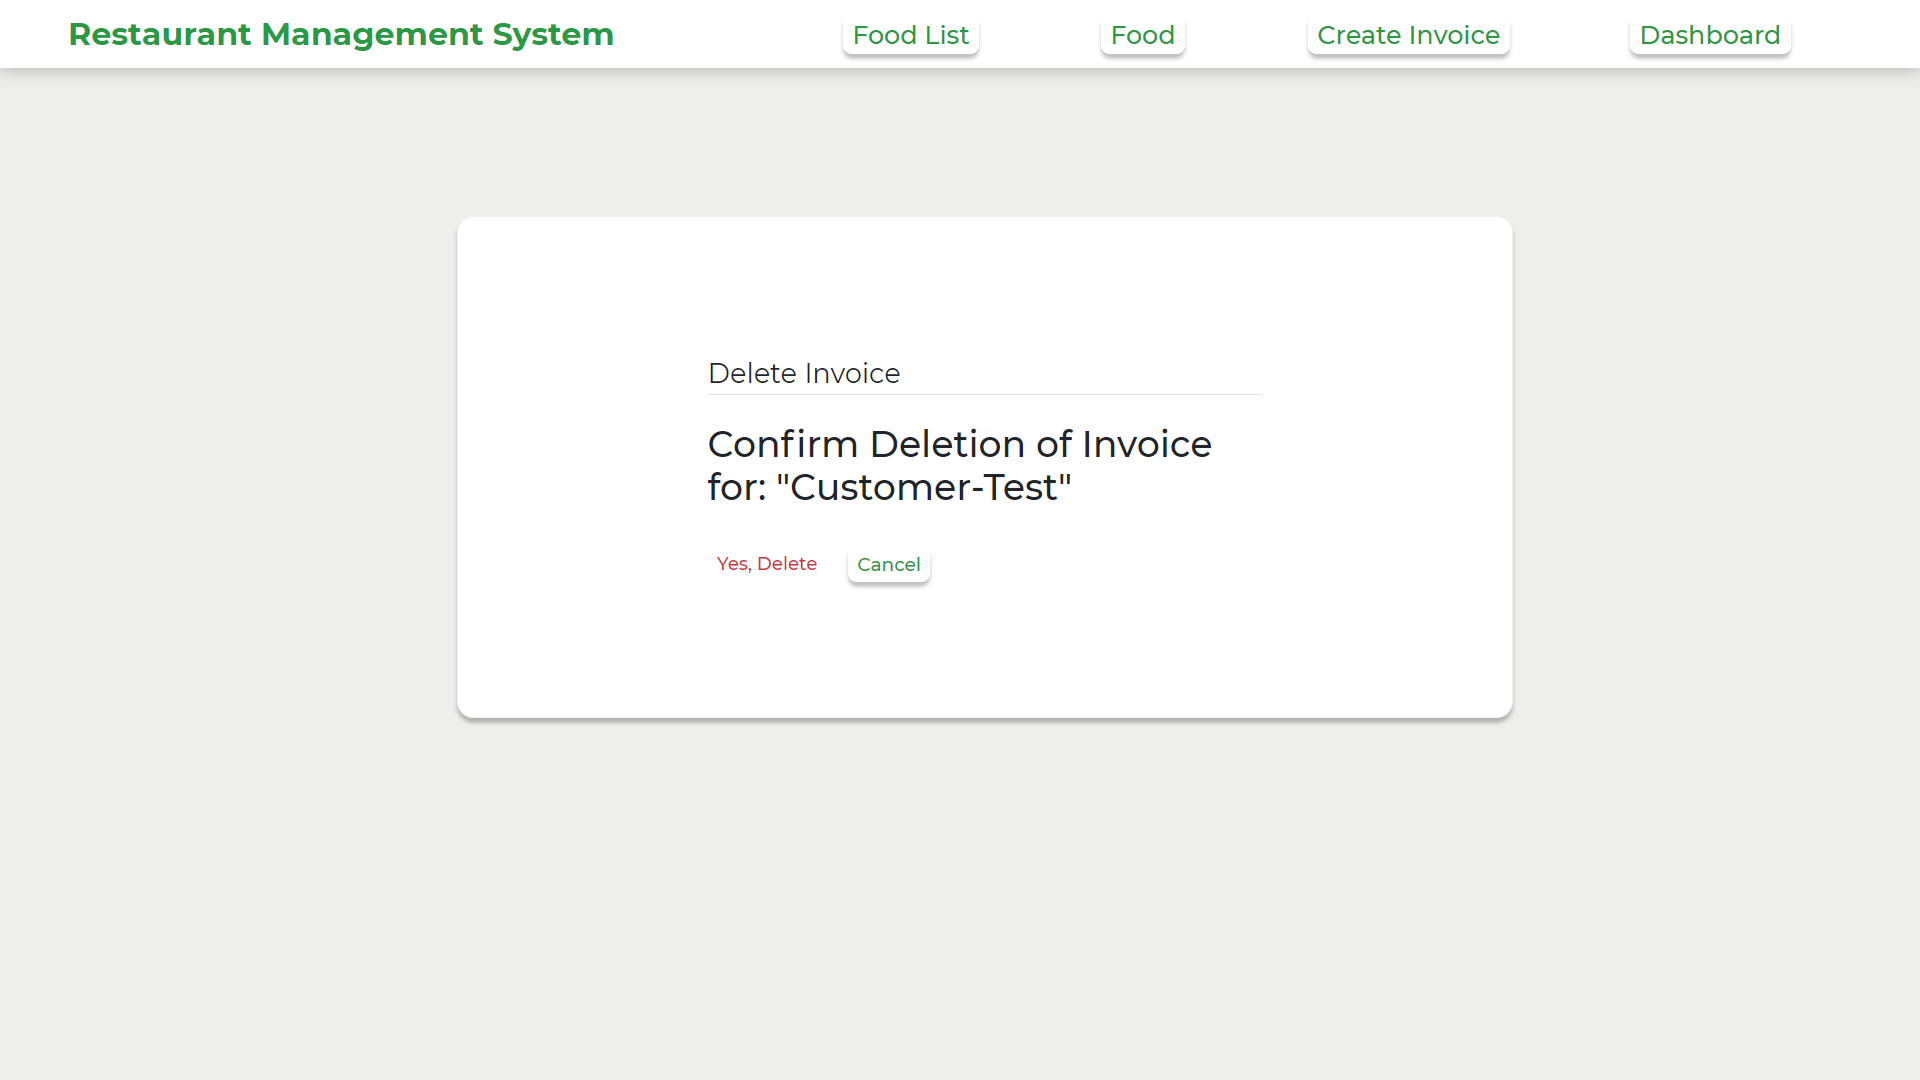 Restaurant Management System
Food List
Food
Create Invoice
Dashboard
Delete Invoice
Confirm Deletion of Invoice
for: "Customer-Test"
Yes, Delete
Cancel